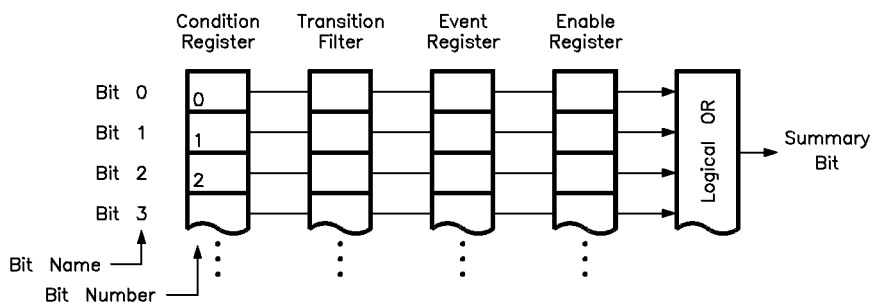 Condition Register
Transition Filter
Event Register
Enable Register
Bit 0
0
Bit 1
1
Bit 2
2
Bit 3
Logical OR
Summary Bit
Bit Name
Bit Number